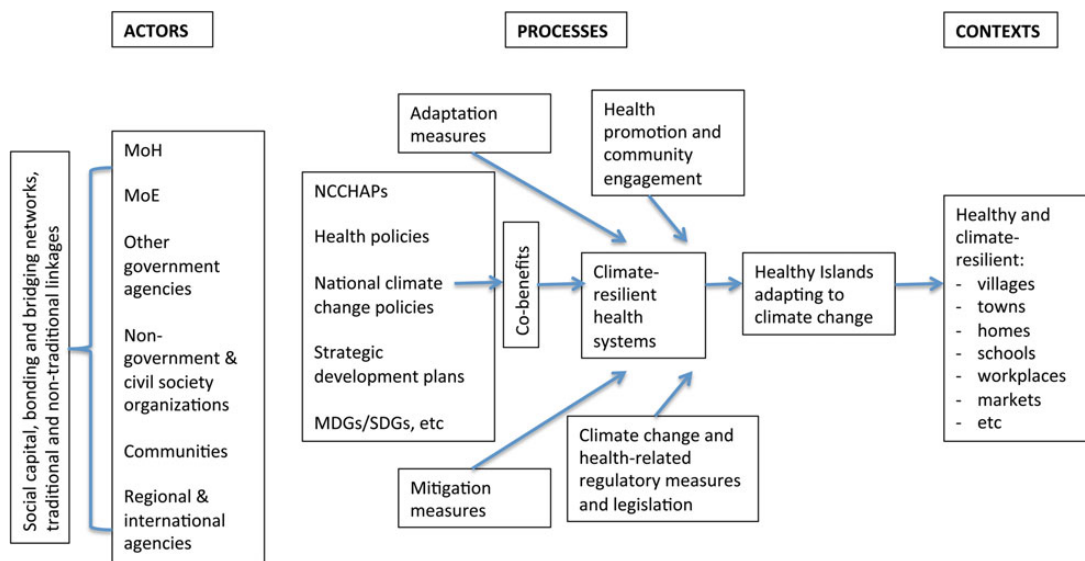 ACTORS
PROCESSES
CONTEXTS
Social capital, bonding and bridging networks,
traditional and non-traditional linkages
MoH
MoE
Other
government
agencies
Non-
government &
civil society
organizations
Communities
Regional &
international
agencies
NCCHAPs
Health policies
National climate
change policies
Strategic
development plans
MDGs/SDGs, etc
Co-benefits
Adaptation
measures
Health
promotion and
community
engagement
Climate-
resilient
health
systems
Mitigation
measures
Climate change and
health-related
regulatory measures
and legislation
Healthy Islands
adapting to
climate change
Healthy and
climate-
resilient:
- villages
- towns
- homes
- schools
- workplaces
- markets
- etc